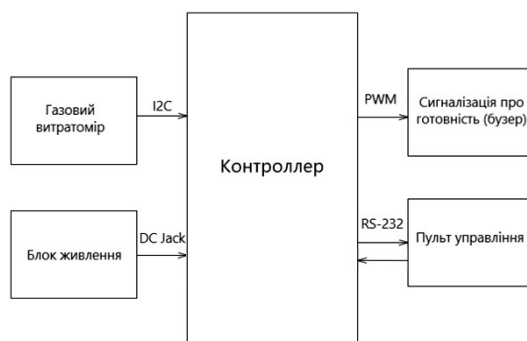 Газовий
витратомір
I2C
Блок живлення
DC Jack
Контроллер
PWM
Сигналізація про
готовність (бузер)
RS-232
Пульт управління